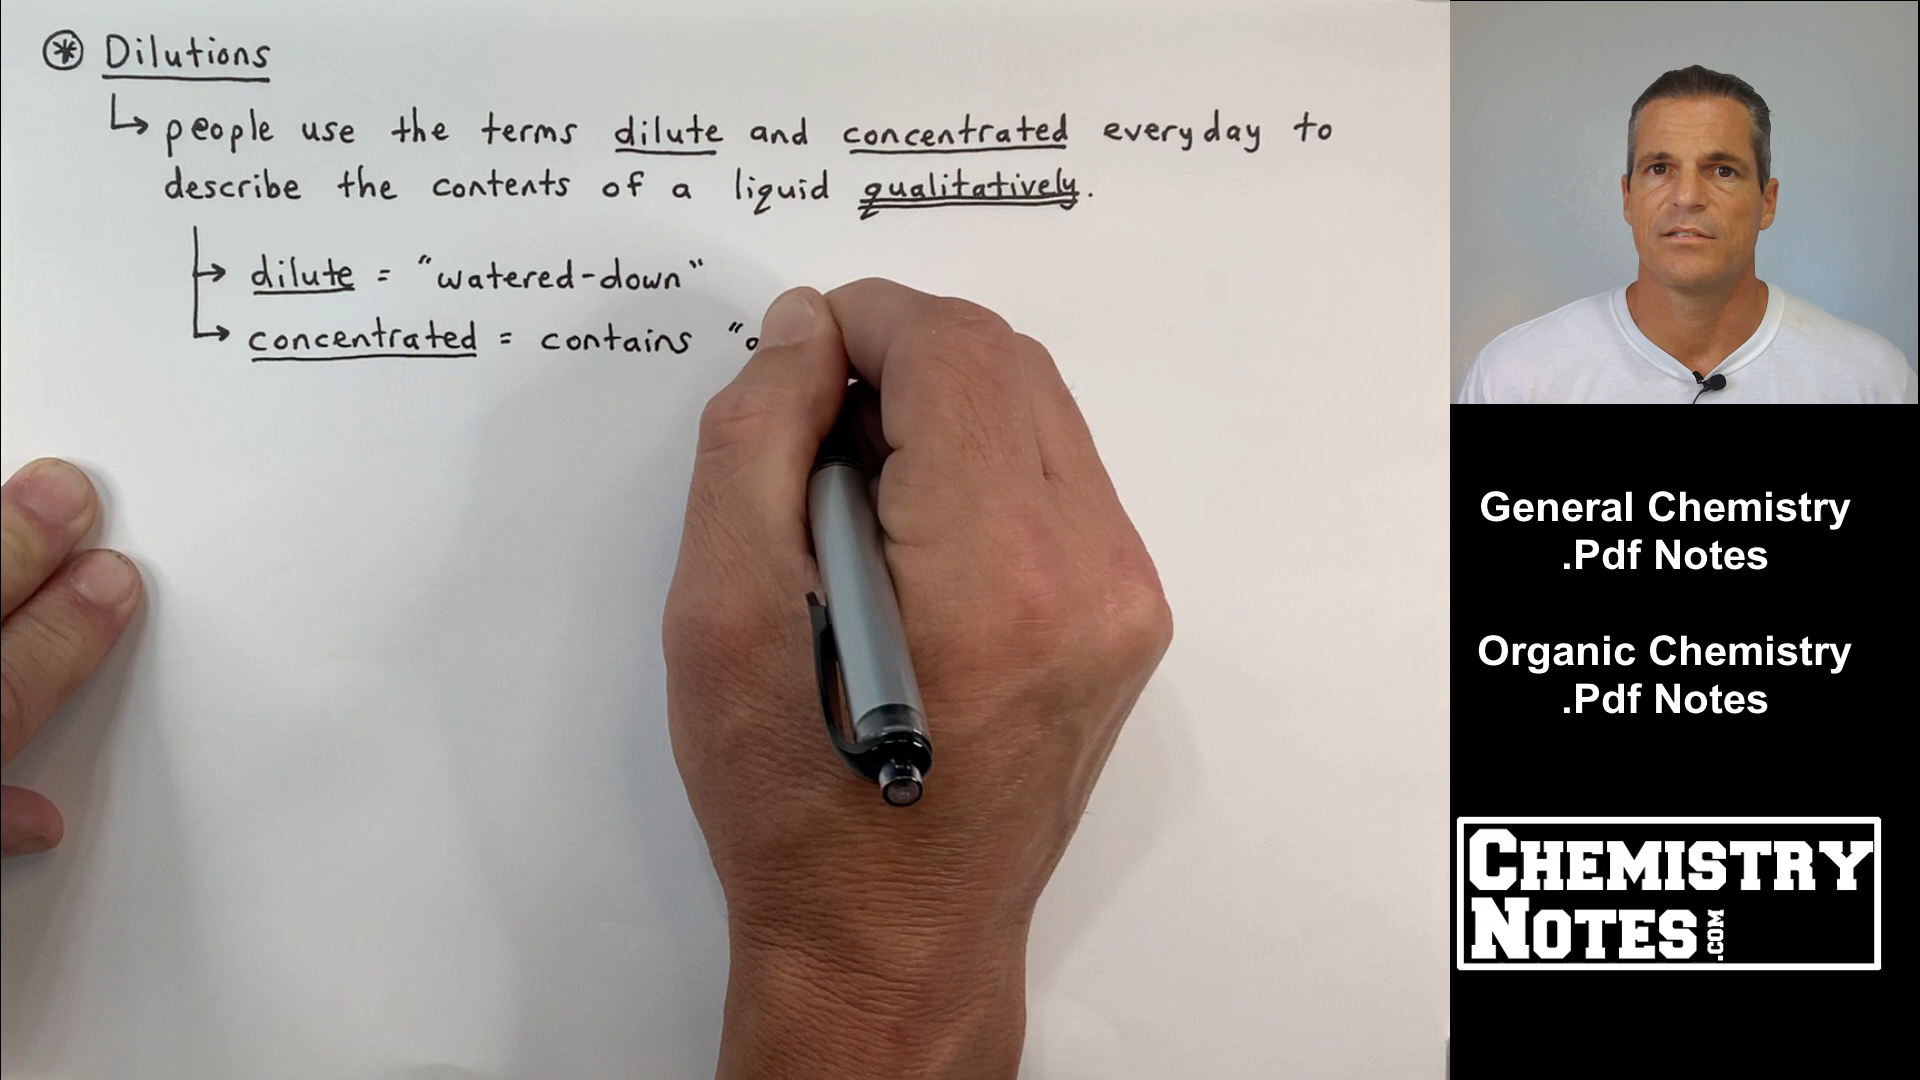 ⊛ Dilutions
↳ people use the terms dilute and concentrated everyday to
describe the contents of a liquid qualitatively.
→ dilute = "watered-down"
↳ concentrated = contains "
General Chemistry
.Pdf Notes
Organic Chemistry
.Pdf Notes
CHEMISTRY
NOTES.COM